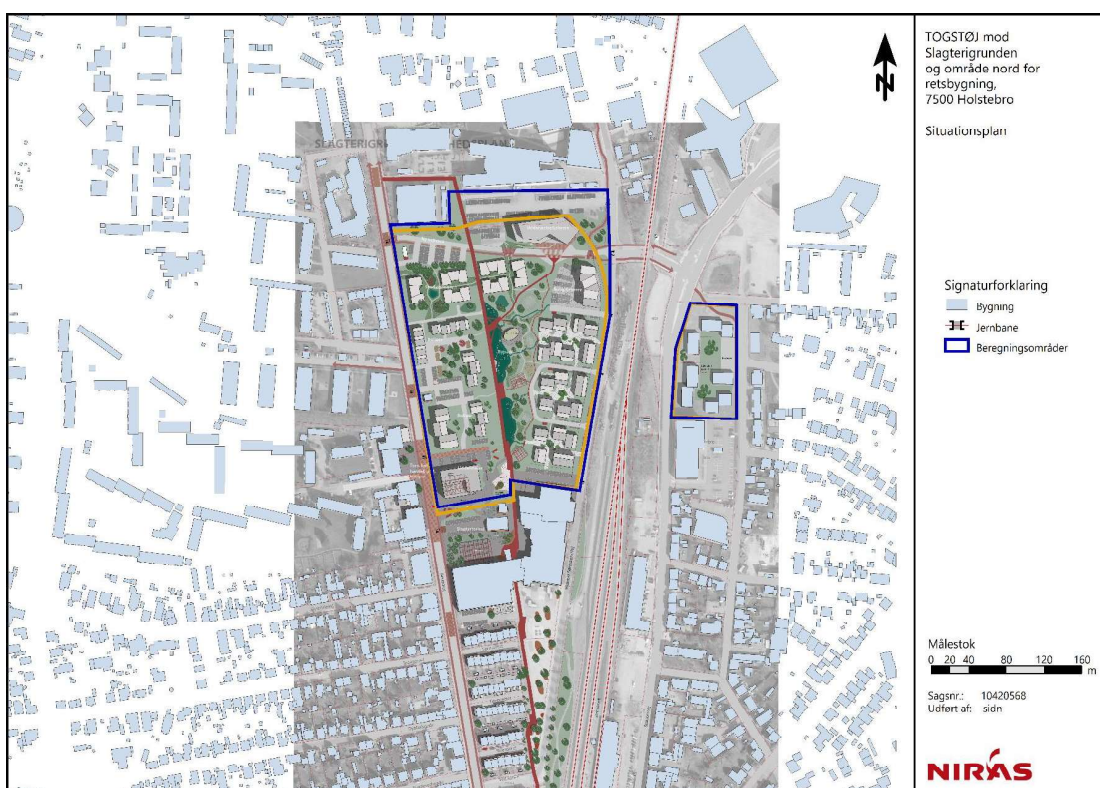 TOGSTØJ mod
Slagterigrunden
og område nord for
retsbygning,
7500 Holstebro
Situationsplan
N
Signaturforklaring
Bygning
Jernbane
Beregningsområder
Målestok
0 20 40 80 120 160
m
Sagsnr.: 10420568
Udført af: sidn
NIRAS
SLAGTERIGR